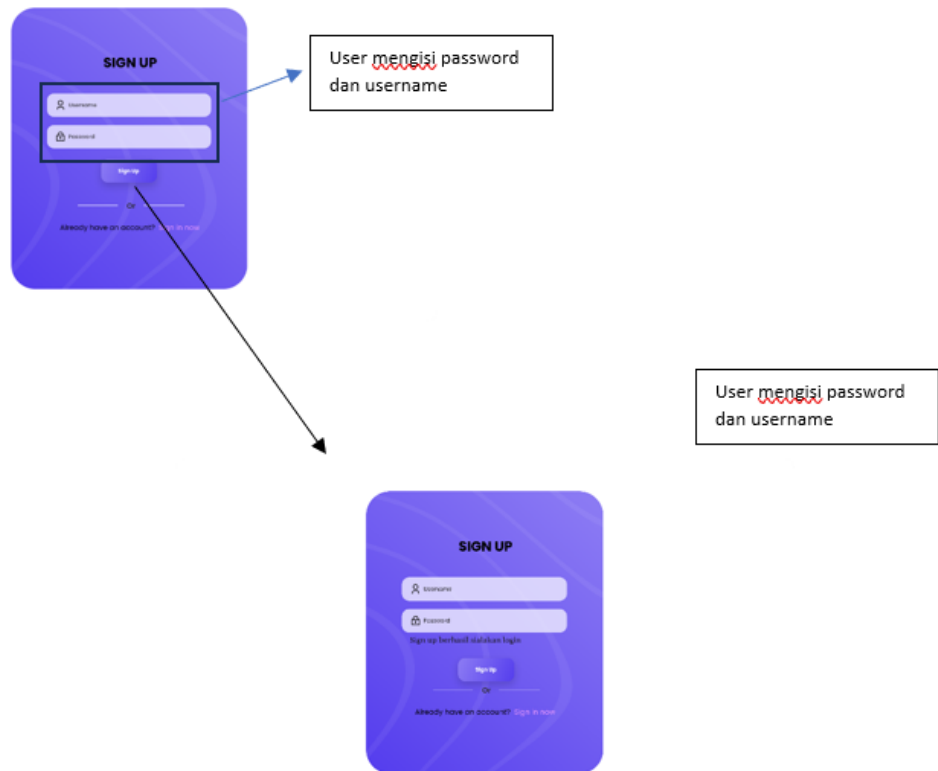 SIGN UP
User mengisi password
dan username
Username
Password
Sign Up
Or
Already have an account? Sign in now
User mengisi password
dan username
SIGN UP
Username
Password
Sign up berhasil sialakan login
Sign Up
Or
Already have an account? Sign in now